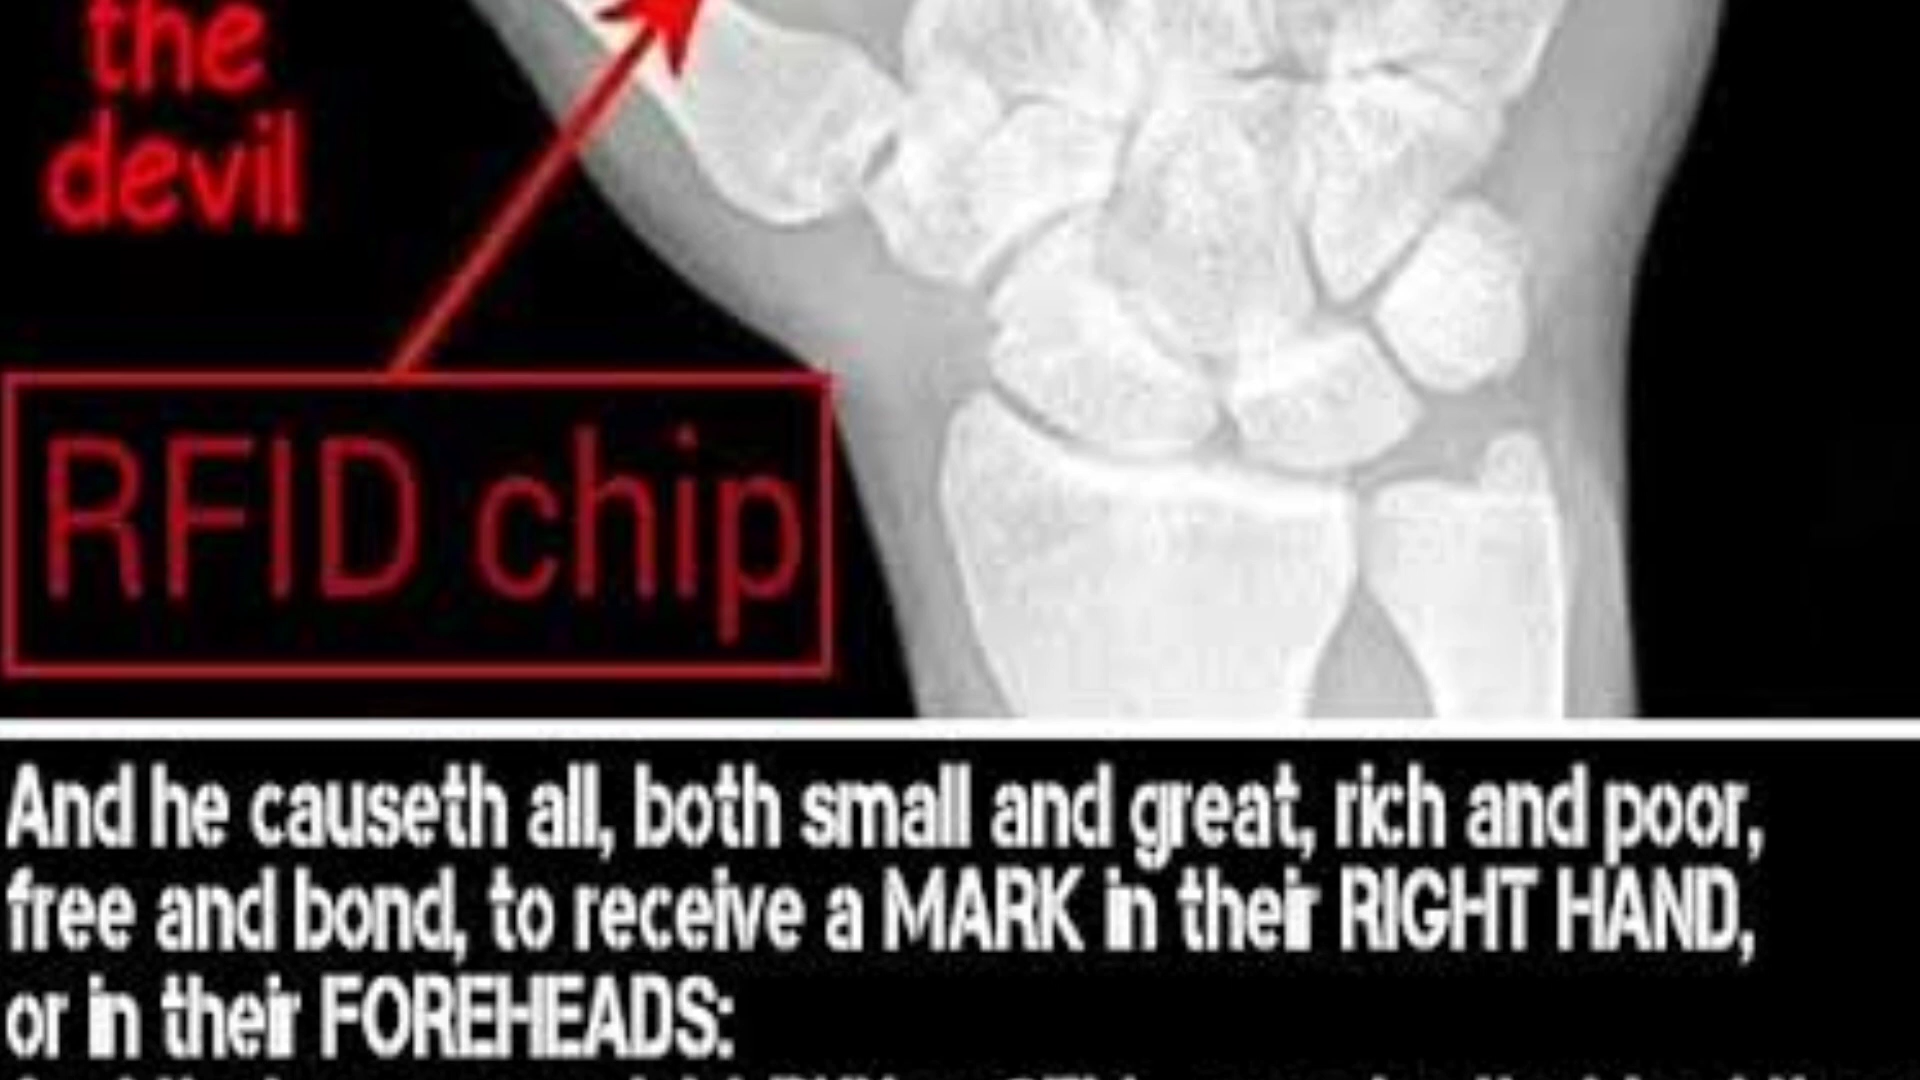 the
devil
RFID chip
And he causeth all, both small and great, rich and poor,
free and bond, to receive a MARK in their RIGHT HAND,
or in their FOREHEADS: